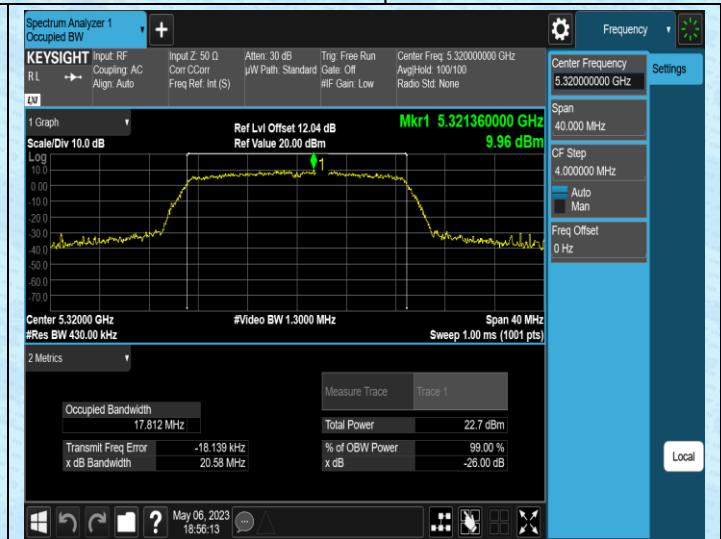 Spectrum Analyzer 1
Occupied BW
+
Frequency
KEYSIGHT
R L
LXI
Input: RF
Coupling: AC
Align: Auto
Input Z: 50 Ω
Corr CCorr
Freq Ref: Int (S)
Atten: 30 dB
µW Path: Standard
Trig: Free Run
Gate: Off
#IF Gain: Low
Center Freq: 5.320000000 GHz
Avg|Hold: 100/100
Radio Std: None
Center Frequency
5.320000000 GHz
Settings
Span
40.000 MHz
CF Step
4.000000 MHz
Auto
Man
Freq Offset
0 Hz
Local
1 Graph
Scale/Div 10.0 dB
Ref Lvl Offset 12.04 dB
Ref Value 20.00 dBm
Mkr1 5.321360000 GHz
9.96 dBm
Log
10.0
0.00
-10.0
-20.0
-30.0
-40.0
-50.0
-60.0
-70.0
1
Center 5.32000 GHz
#Res BW 430.00 kHz
#Video BW 1.3000 MHz
Span 40 MHz
Sweep 1.00 ms (1001 pts)
2 Metrics
Measure Trace
Trace 1
Occupied Bandwidth
17.812 MHz
Total Power
22.7 dBm
Transmit Freq Error
-18.139 kHz
% of OBW Power
99.00 %
x dB Bandwidth
20.58 MHz
x dB
-26.00 dB
?
May 06, 2023
18:56:13